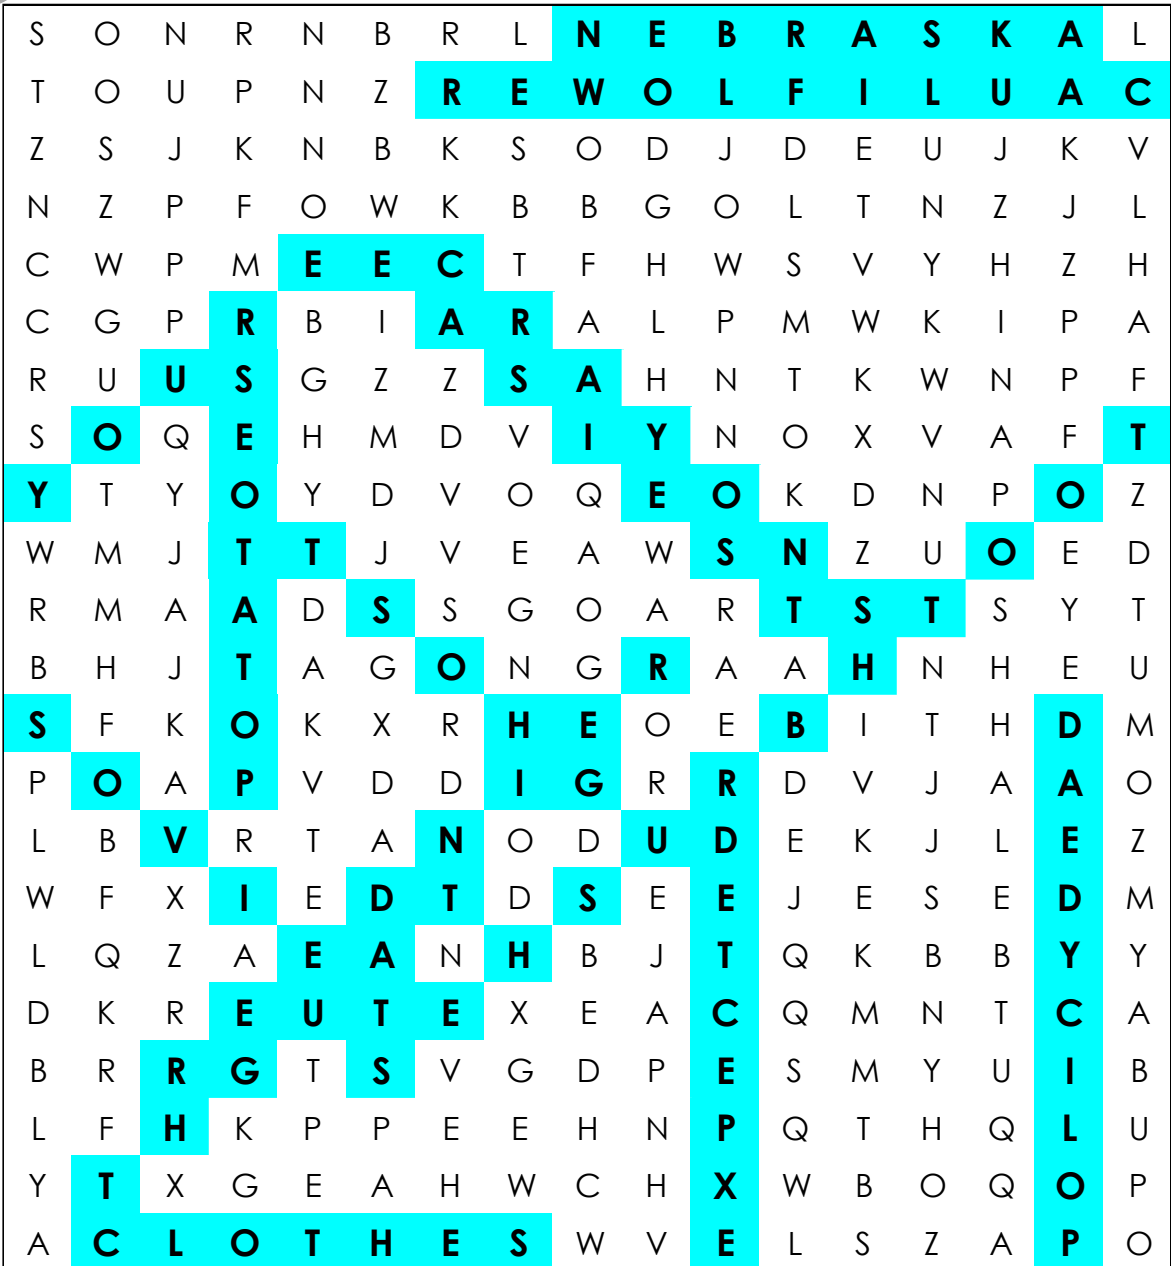 S O N R N B R L N E B R A S K A L
T O U P N Z R E W O L F I L U A C
Z S J K N B K S O D J D E U J K V
N Z P F O W K B B G O L T N Z J L
C W P M E E C T F H W S V Y H Z H
C G P R B I A R A L P M W K I P A
R U U S G Z Z S A H N T K W N P F
S O Q E H M D V I Y N O X V A F T
Y T Y O Y D V O Q E O K D N P O Z
W M J T T J V E A W S N Z U O E D
R M A A D S S G O A R T S T S Y T
B H J T A G O N G R A A H N H E U
S F K O K X R H E O E B I T H D M
P O A P V D D I G R R D V J A A O
L B V R T A N O D U D E K J L E Z
W F X I E D T D S E E J E S E D M
L Q Z A E A N H B J T Q K B B Y Y
D K R E U T E X E A C Q M N T C A
B R R G T S V G D P E S M Y U I B
L F H K P P E E H N P Q T H Q L U
Y T X G E A H W C H X W B O Q O P
A C L O T H E S W V E L S Z A P O